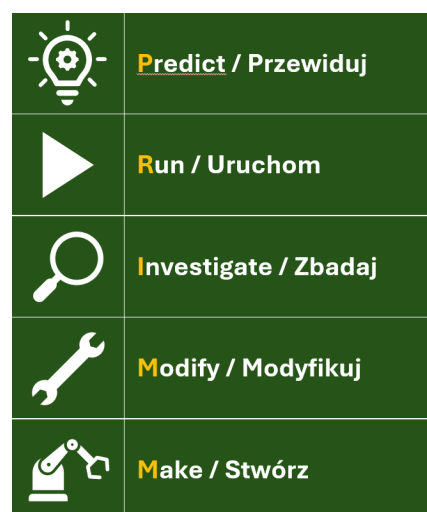 Predict / Przewiduj
Run / Uruchom
Investigate / Zbadaj
Modify / Modyfikuj
Make / Stwórz